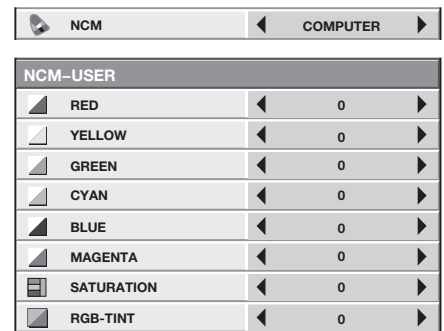 NCM COMPUTER
NCM–USER
RED 0
YELLOW 0
GREEN 0
CYAN 0
BLUE 0
MAGENTA 0
SATURATION 0
RGB-TINT 0